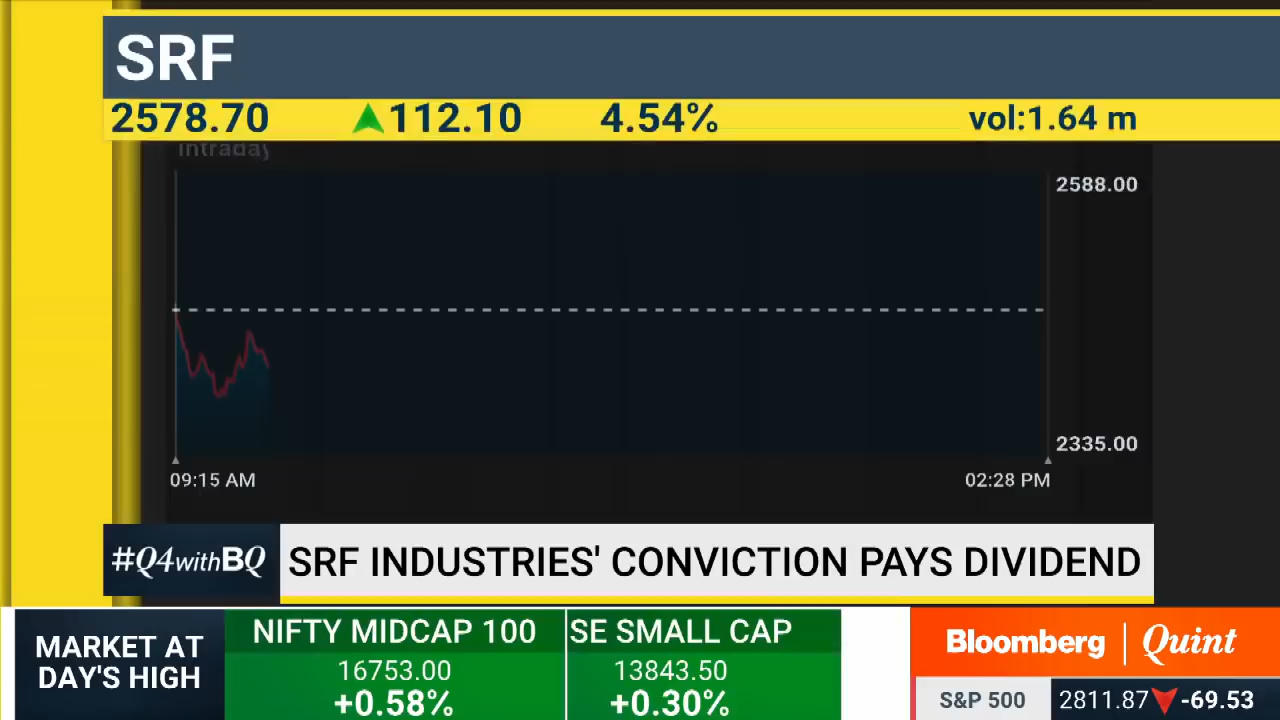 SRF
2578.70 112.10 4.54% vol:1.64 m
Intraday
2588.00
2335.00
09:15 AM 02:28 PM
#Q4withBQ SRF INDUSTRIES' CONVICTION PAYS DIVIDEND
MARKET AT
DAY'S HIGH
NIFTY MIDCAP 100
16753.00
+0.58%
SE SMALL CAP
13843.50
+0.30%
Bloomberg | Quint
S&P 500 2811.87 -69.53